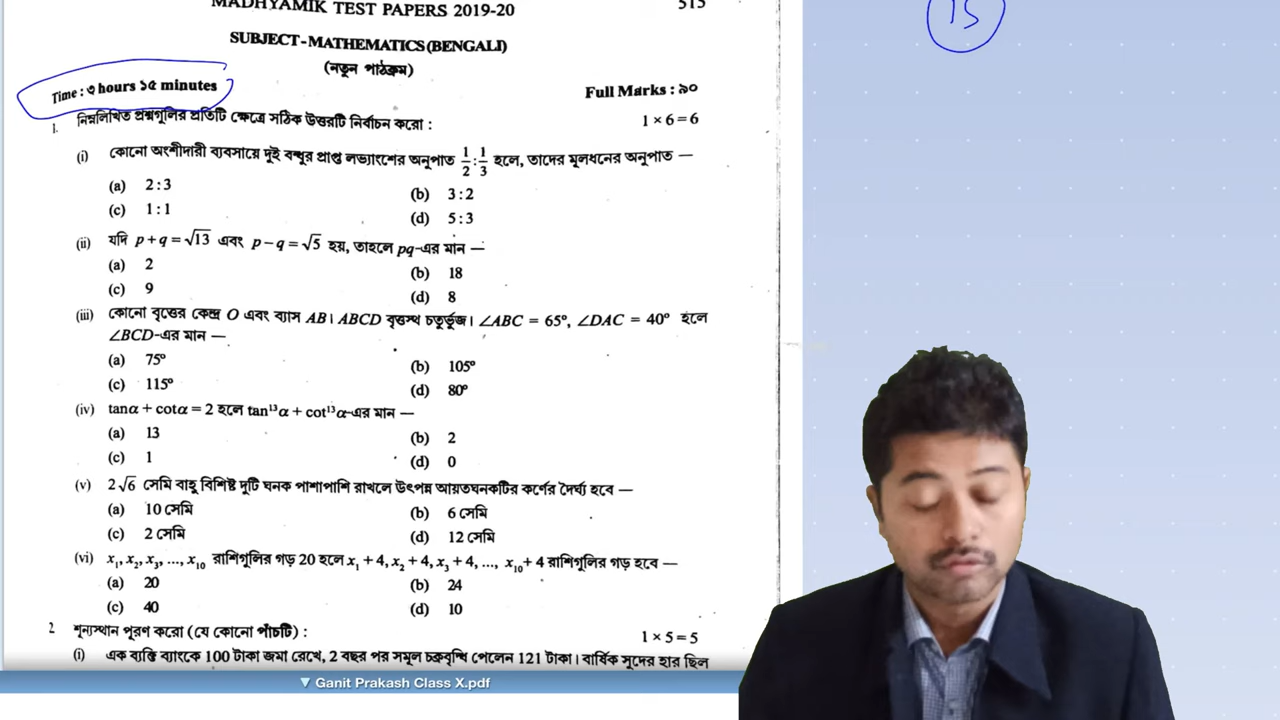 MADHYAMIK TEST PAPERS 2019-20 515
15
SUBJECT-MATHEMATICS (BENGALI)
(নতুন পাঠক্রম)
Time : ৩ hours ১৫ minutes Full Marks : ৯০
1. নিম্নলিখিত প্রশ্নগুলির প্রতিটি ক্ষেত্রে সঠিক উত্তরটি নির্বাচন করো : 1 × 6 = 6
(i) কোনো অংশীদারী ব্যবসায়ে দুই বন্ধুর প্রাপ্ত লভ্যাংশের অনুপাত 1/2 : 1/3 হলে, তাদের মূলধনের অনুপাত —
(a) 2 : 3 (b) 3 : 2
(c) 1 : 1 (d) 5 : 3
(ii) যদি p + q = √13 এবং p − q = √5 হয়, তাহলে pq-এর মান —
(a) 2 (b) 18
(c) 9 (d) 8
(iii) কোনো বৃত্তের কেন্দ্র O এবং ব্যাস AB। ABCD বৃত্তস্থ চতুর্ভুজ। ∠ABC = 65°, ∠DAC = 40° হলে
∠BCD-এর মান —
(a) 75° (b) 105°
(c) 115° (d) 80°
(iv) tanα + cotα = 2 হলে tan¹³α + cot¹³α-এর মান —
(a) 13 (b) 2
(c) 1 (d) 0
(v) 2√6 সেমি বাহু বিশিষ্ট দুটি ঘনক পাশাপাশি রাখলে উৎপন্ন আয়তঘনকটির কর্ণের দৈর্ঘ্য হবে —
(a) 10 সেমি (b) 6 সেমি
(c) 2 সেমি (d) 12 সেমি
(vi) x₁, x₂, x₃, ..., x₁₀ রাশিগুলির গড় 20 হলে x₁ + 4, x₂ + 4, x₃ + 4, ..., x₁₀ + 4 রাশিগুলির গড় হবে —
(a) 20 (b) 24
(c) 40 (d) 10
2 শূন্যস্থান পূরণ করো (যে কোনো পাঁচটি) : 1 × 5 = 5
(i) এক ব্যক্তি ব্যাংকে 100 টাকা জমা রেখে, 2 বছর পর সমূল চক্রবৃদ্ধি পেলেন 121 টাকা। বার্ষিক সুদের হার ছিল
▼ Ganit Prakash Class X.pdf